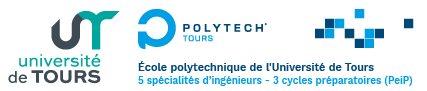 université
de TOURS
POLYTECH®
TOURS
École polytechnique de l'Université de Tours
5 spécialités d'ingénieurs - 3 cycles préparatoires (PeiP)